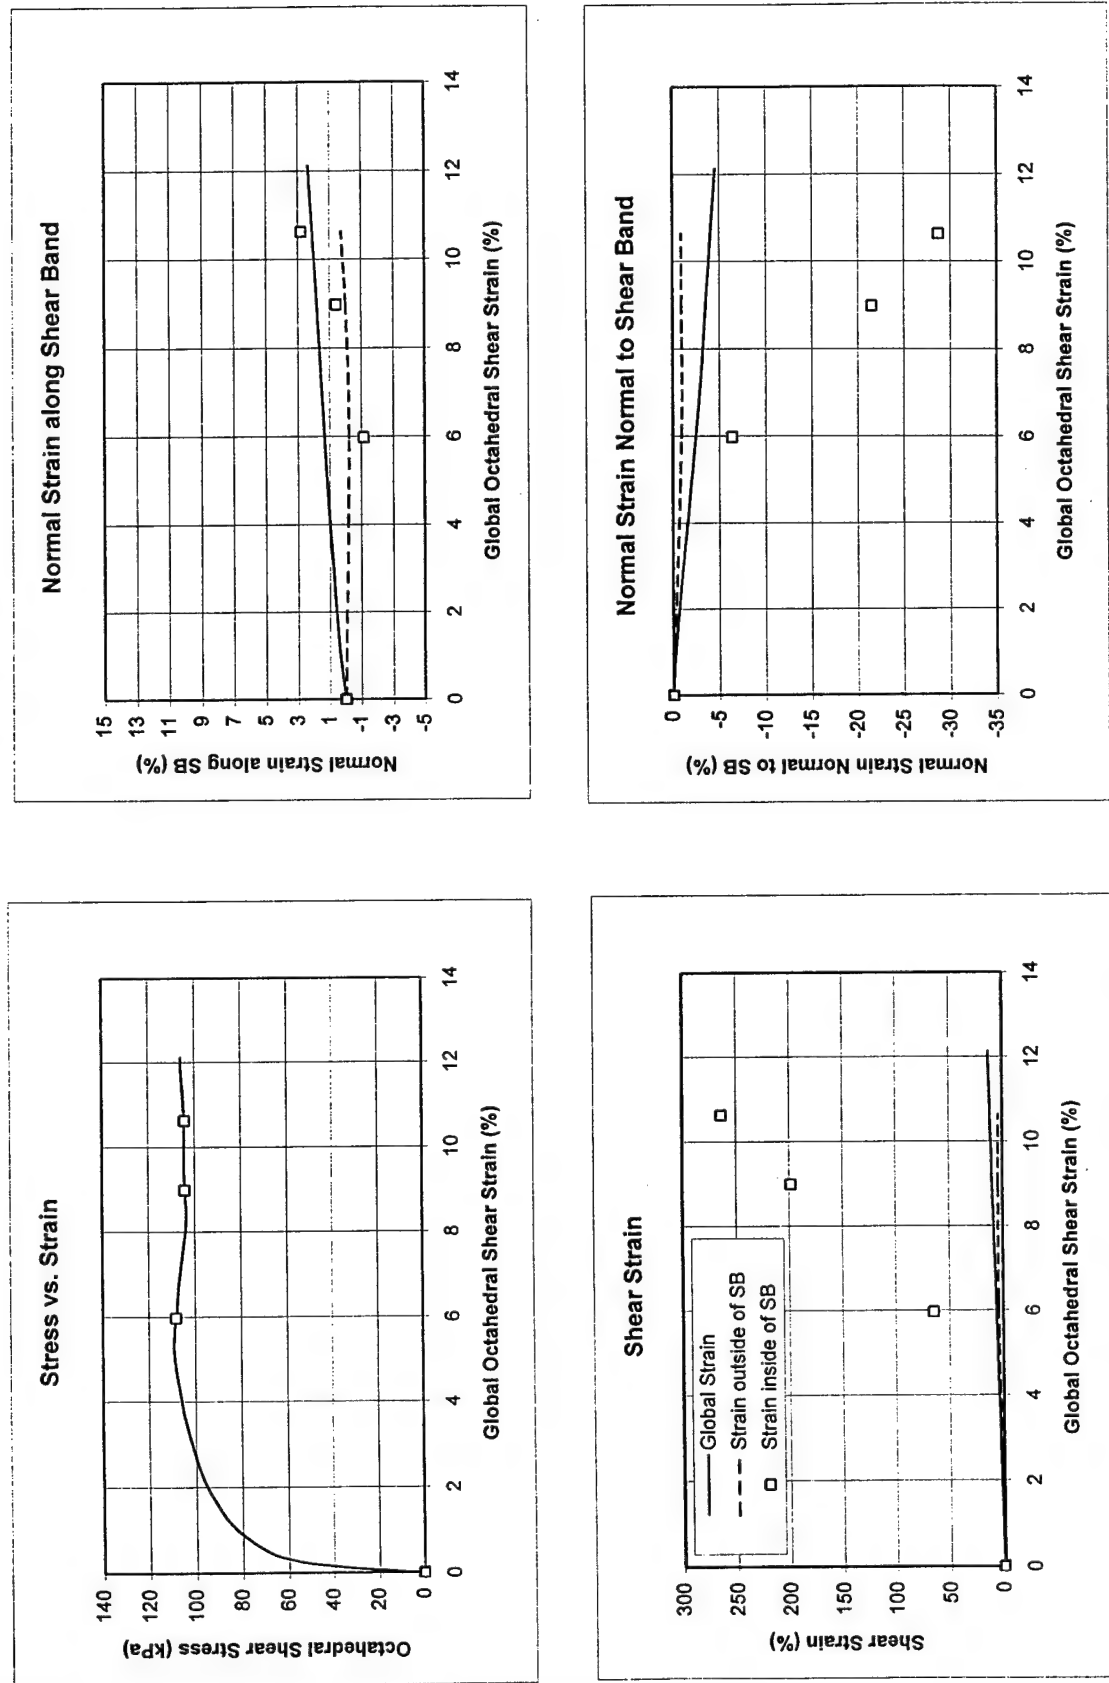 Stress vs. Strain
140
120
100
80
60
40
20
0
Octahedral Shear Stress (kPa)
0 2 4 6 8 10 12 14
Global Octahedral Shear Strain (%)
Normal Strain along Shear Band
15
13
11
9
7
5
3
1
-1
-3
-5
Normal Strain along SB (%)
0 2 4 6 8 10 12 14
Global Octahedral Shear Strain (%)
Shear Strain
300
250
200
150
100
50
0
Shear Strain (%)
Global Strain
Strain outside of SB
Strain inside of SB
0 2 4 6 8 10 12 14
Global Octahedral Shear Strain (%)
Normal Strain Normal to Shear Band
0
-5
-10
-15
-20
-25
-30
-35
Normal Strain Normal to SB (%)
0 2 4 6 8 10 12 14
Global Octahedral Shear Strain (%)